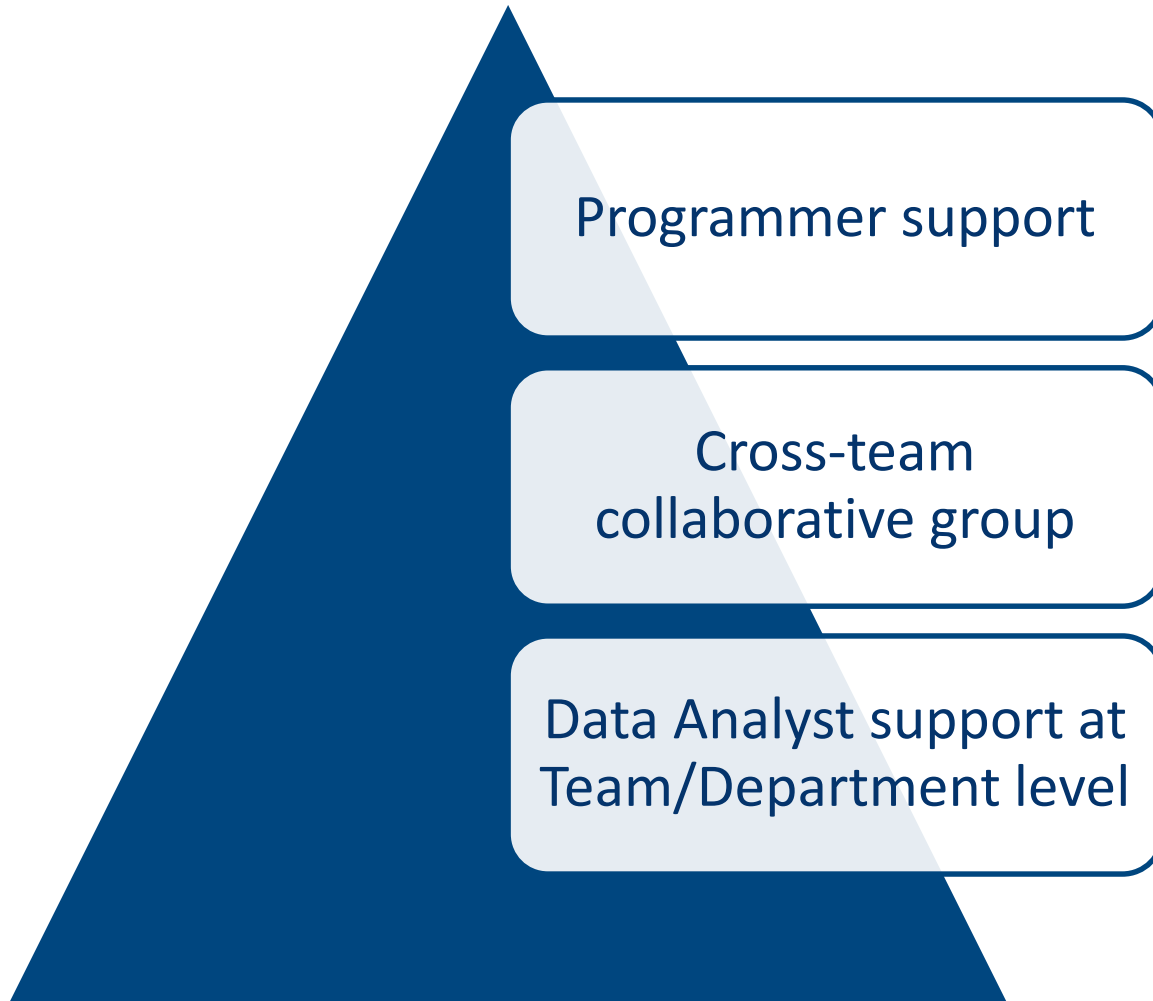 Programmer support
Cross-team
collaborative group
Data Analyst support at
Team/Department level